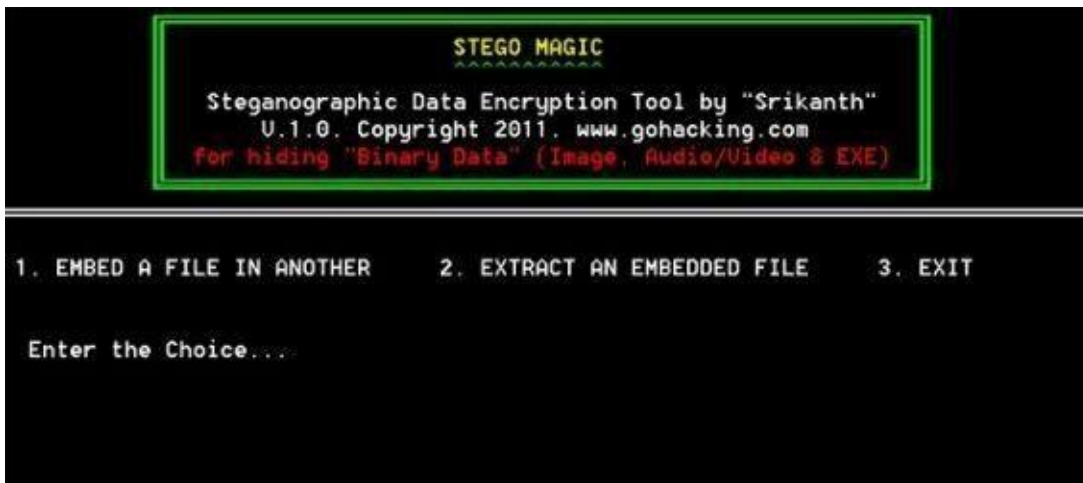 STEGO MAGIC
^^^^^^^^^^^
Steganographic Data Encryption Tool by "Srikanth"
V.1.0. Copyright 2011. www.gohacking.com
for hiding "Binary Data" (Image, Audio/Video & EXE)
1. EMBED A FILE IN ANOTHER 2. EXTRACT AN EMBEDDED FILE 3. EXIT
Enter the Choice...